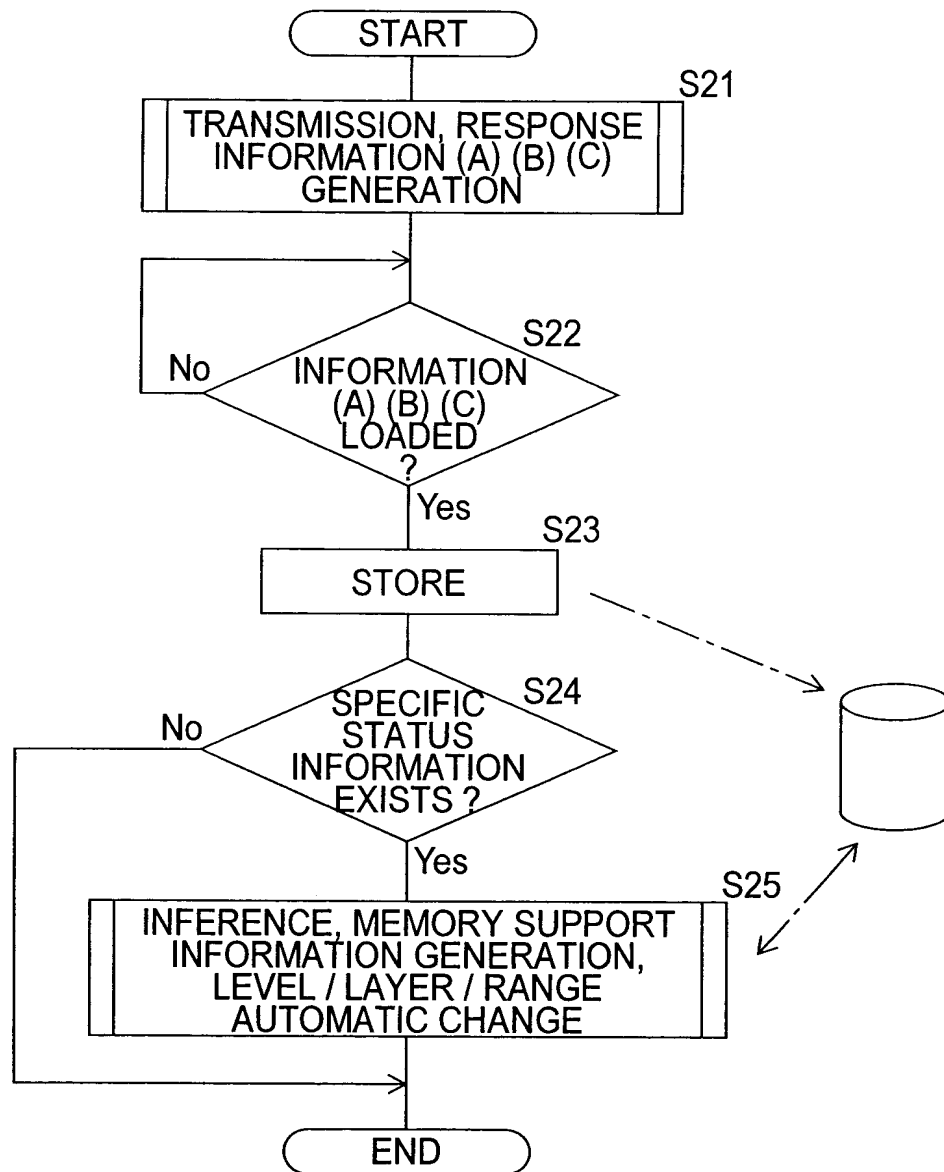 START
S21
TRANSMISSION, RESPONSE
INFORMATION (A) (B) (C)
GENERATION
S22
No
INFORMATION
(A) (B) (C)
LOADED
?
Yes
S23
STORE
S24
No
SPECIFIC
STATUS
INFORMATION
EXISTS ?
Yes
S25
INFERENCE, MEMORY SUPPORT
INFORMATION GENERATION,
LEVEL / LAYER / RANGE
AUTOMATIC CHANGE
END